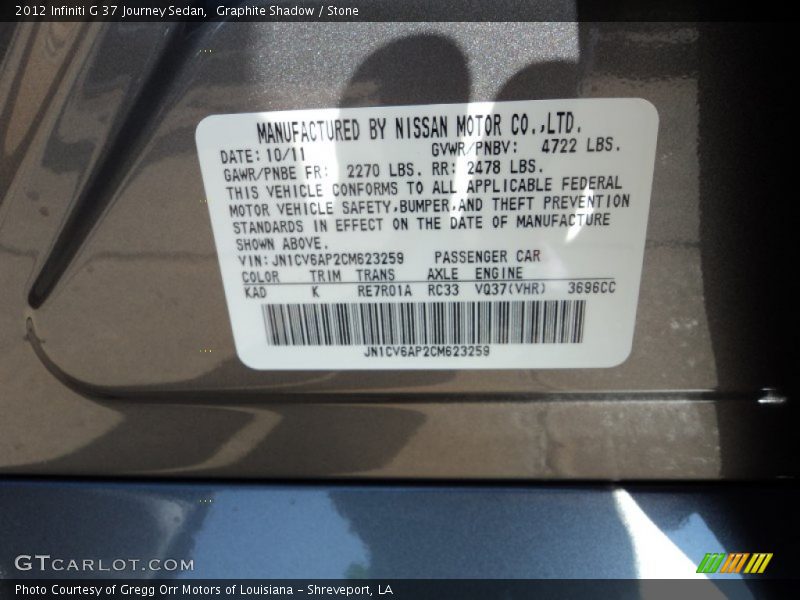 2012 Infiniti G 37 Journey Sedan, Graphite Shadow / Stone
MANUFACTURED BY NISSAN MOTOR CO.,LTD.
DATE: 10/11 GVWR/PNBV: 4722 LBS.
GAWR/PNBE FR: 2270 LBS. RR: 2478 LBS.
THIS VEHICLE CONFORMS TO ALL APPLICABLE FEDERAL
MOTOR VEHICLE SAFETY,BUMPER,AND THEFT PREVENTION
STANDARDS IN EFFECT ON THE DATE OF MANUFACTURE
SHOWN ABOVE.
VIN: JN1CV6AP2CM623259 PASSENGER CAR
COLOR TRIM TRANS AXLE ENGINE
KAD K RE7R01A RC33 VQ37(VHR) 3696CC
JN1CV6AP2CM623259
GTCARLOT.COM
Photo Courtesy of Gregg Orr Motors of Louisiana - Shreveport, LA